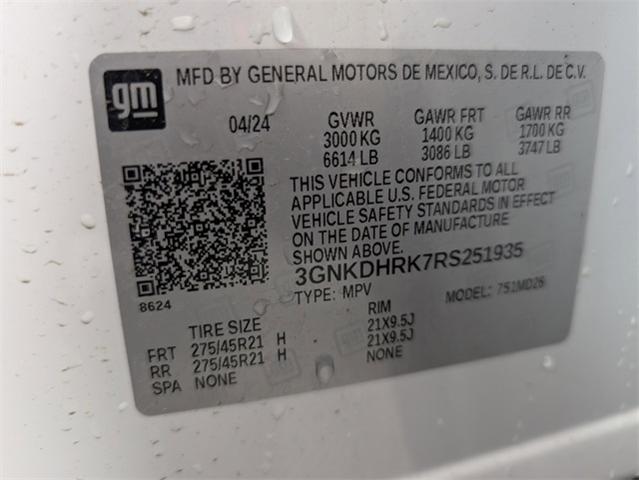 gm
MFD BY GENERAL MOTORS DE MEXICO, S. DE R.L. DE C.V.
04/24 GVWR GAWR FRT GAWR RR
3000 KG 1400 KG 1700 KG
6614 LB 3086 LB 3747 LB
THIS VEHICLE CONFORMS TO ALL
APPLICABLE U.S. FEDERAL MOTOR
VEHICLE SAFETY STANDARDS IN EFFECT
ON THE DATE OF MANUFACTURE
SHOWN ABOVE.
3GNKDHRK7RS251935
8624 TYPE: MPV MODEL: 751MD26
TIRE SIZE RIM
FRT 275/45R21 H 21X9.5J
RR 275/45R21 H 21X9.5J
SPA NONE NONE